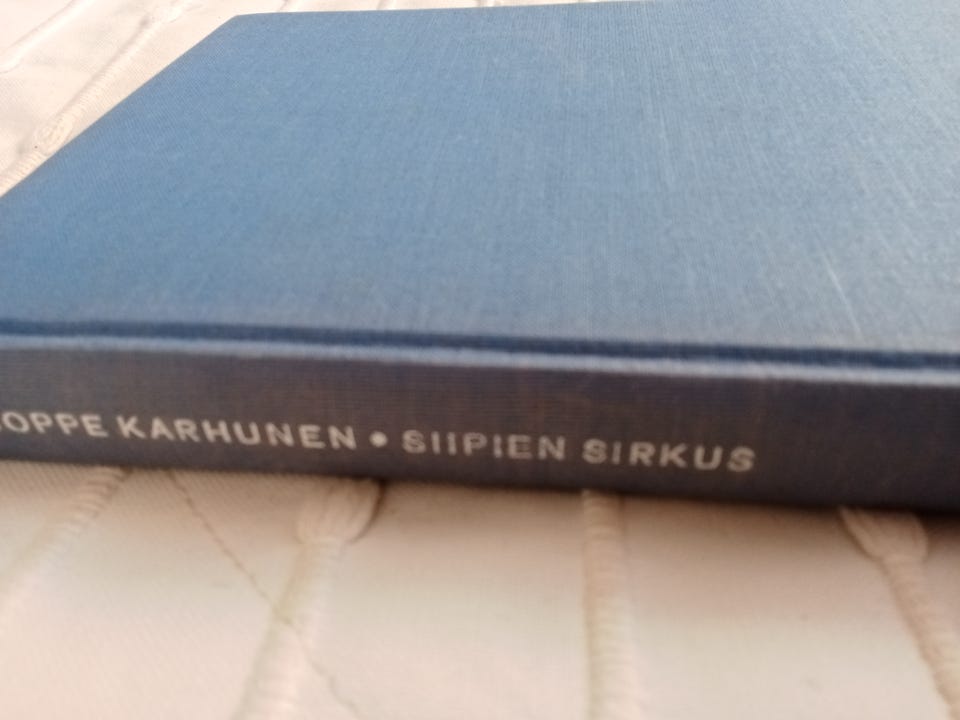 OPPE KARHUNEN • SIIPIEN SIRKUS